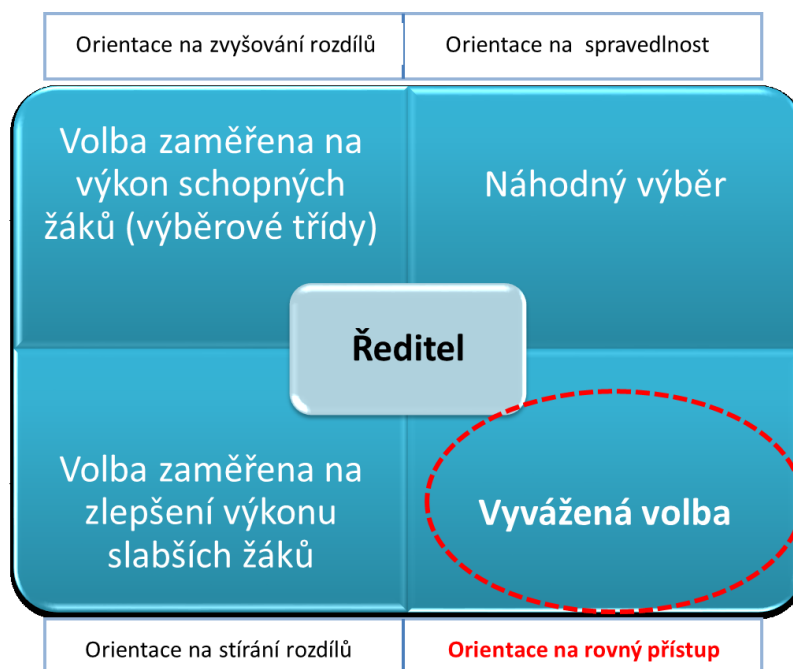 Orientace na zvyšování rozdílů
Orientace na spravedlnost
Volba zaměřena na
výkon schopných
žáků (výběrové třídy)
Náhodný výběr
Ředitel
Volba zaměřena na
zlepšení výkonu
slabších žáků
Vyvážená volba
Orientace na stírání rozdílů
Orientace na rovný přístup